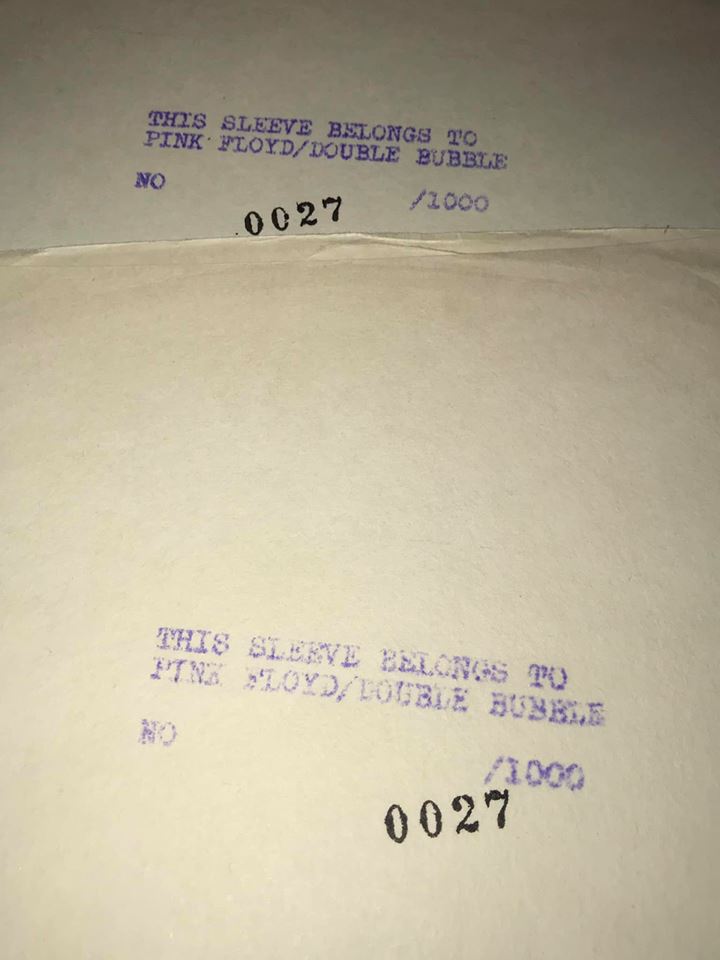 THIS SLEEVE BELONGS TO
PINK FLOYD/DOUBLE BUBBLE
NO
0027 /1000
THIS SLEEVE BELONGS TO
PINK FLOYD/DOUBLE BUBBLE
NO
/1000
0027